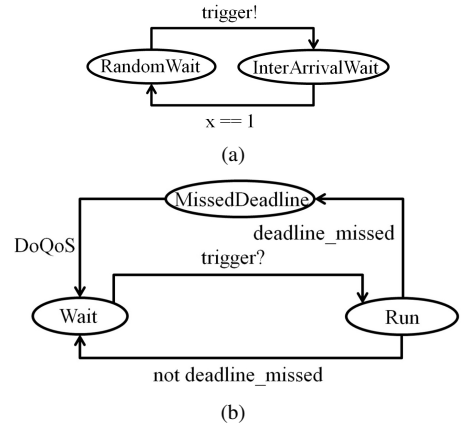 trigger!
RandomWait
InterArrivalWait
x == 1
(a)
MissedDeadline
DoQoS
deadline_missed
trigger?
Wait
Run
not deadline_missed
(b)